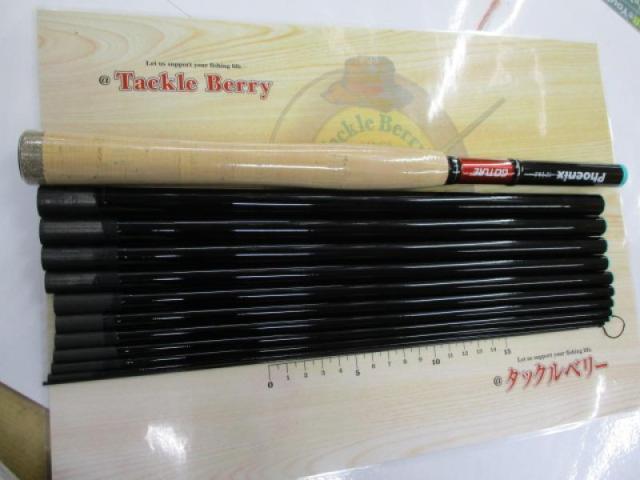 Let us support your fishing life.
@ Tackle Berry
Tackle Berry
GOTURE
Phoenix
0 1 2 3 4 5 6 7 8 9 10 11 12 13 14 15
Let us support your fishing life.
@ タックルベリー